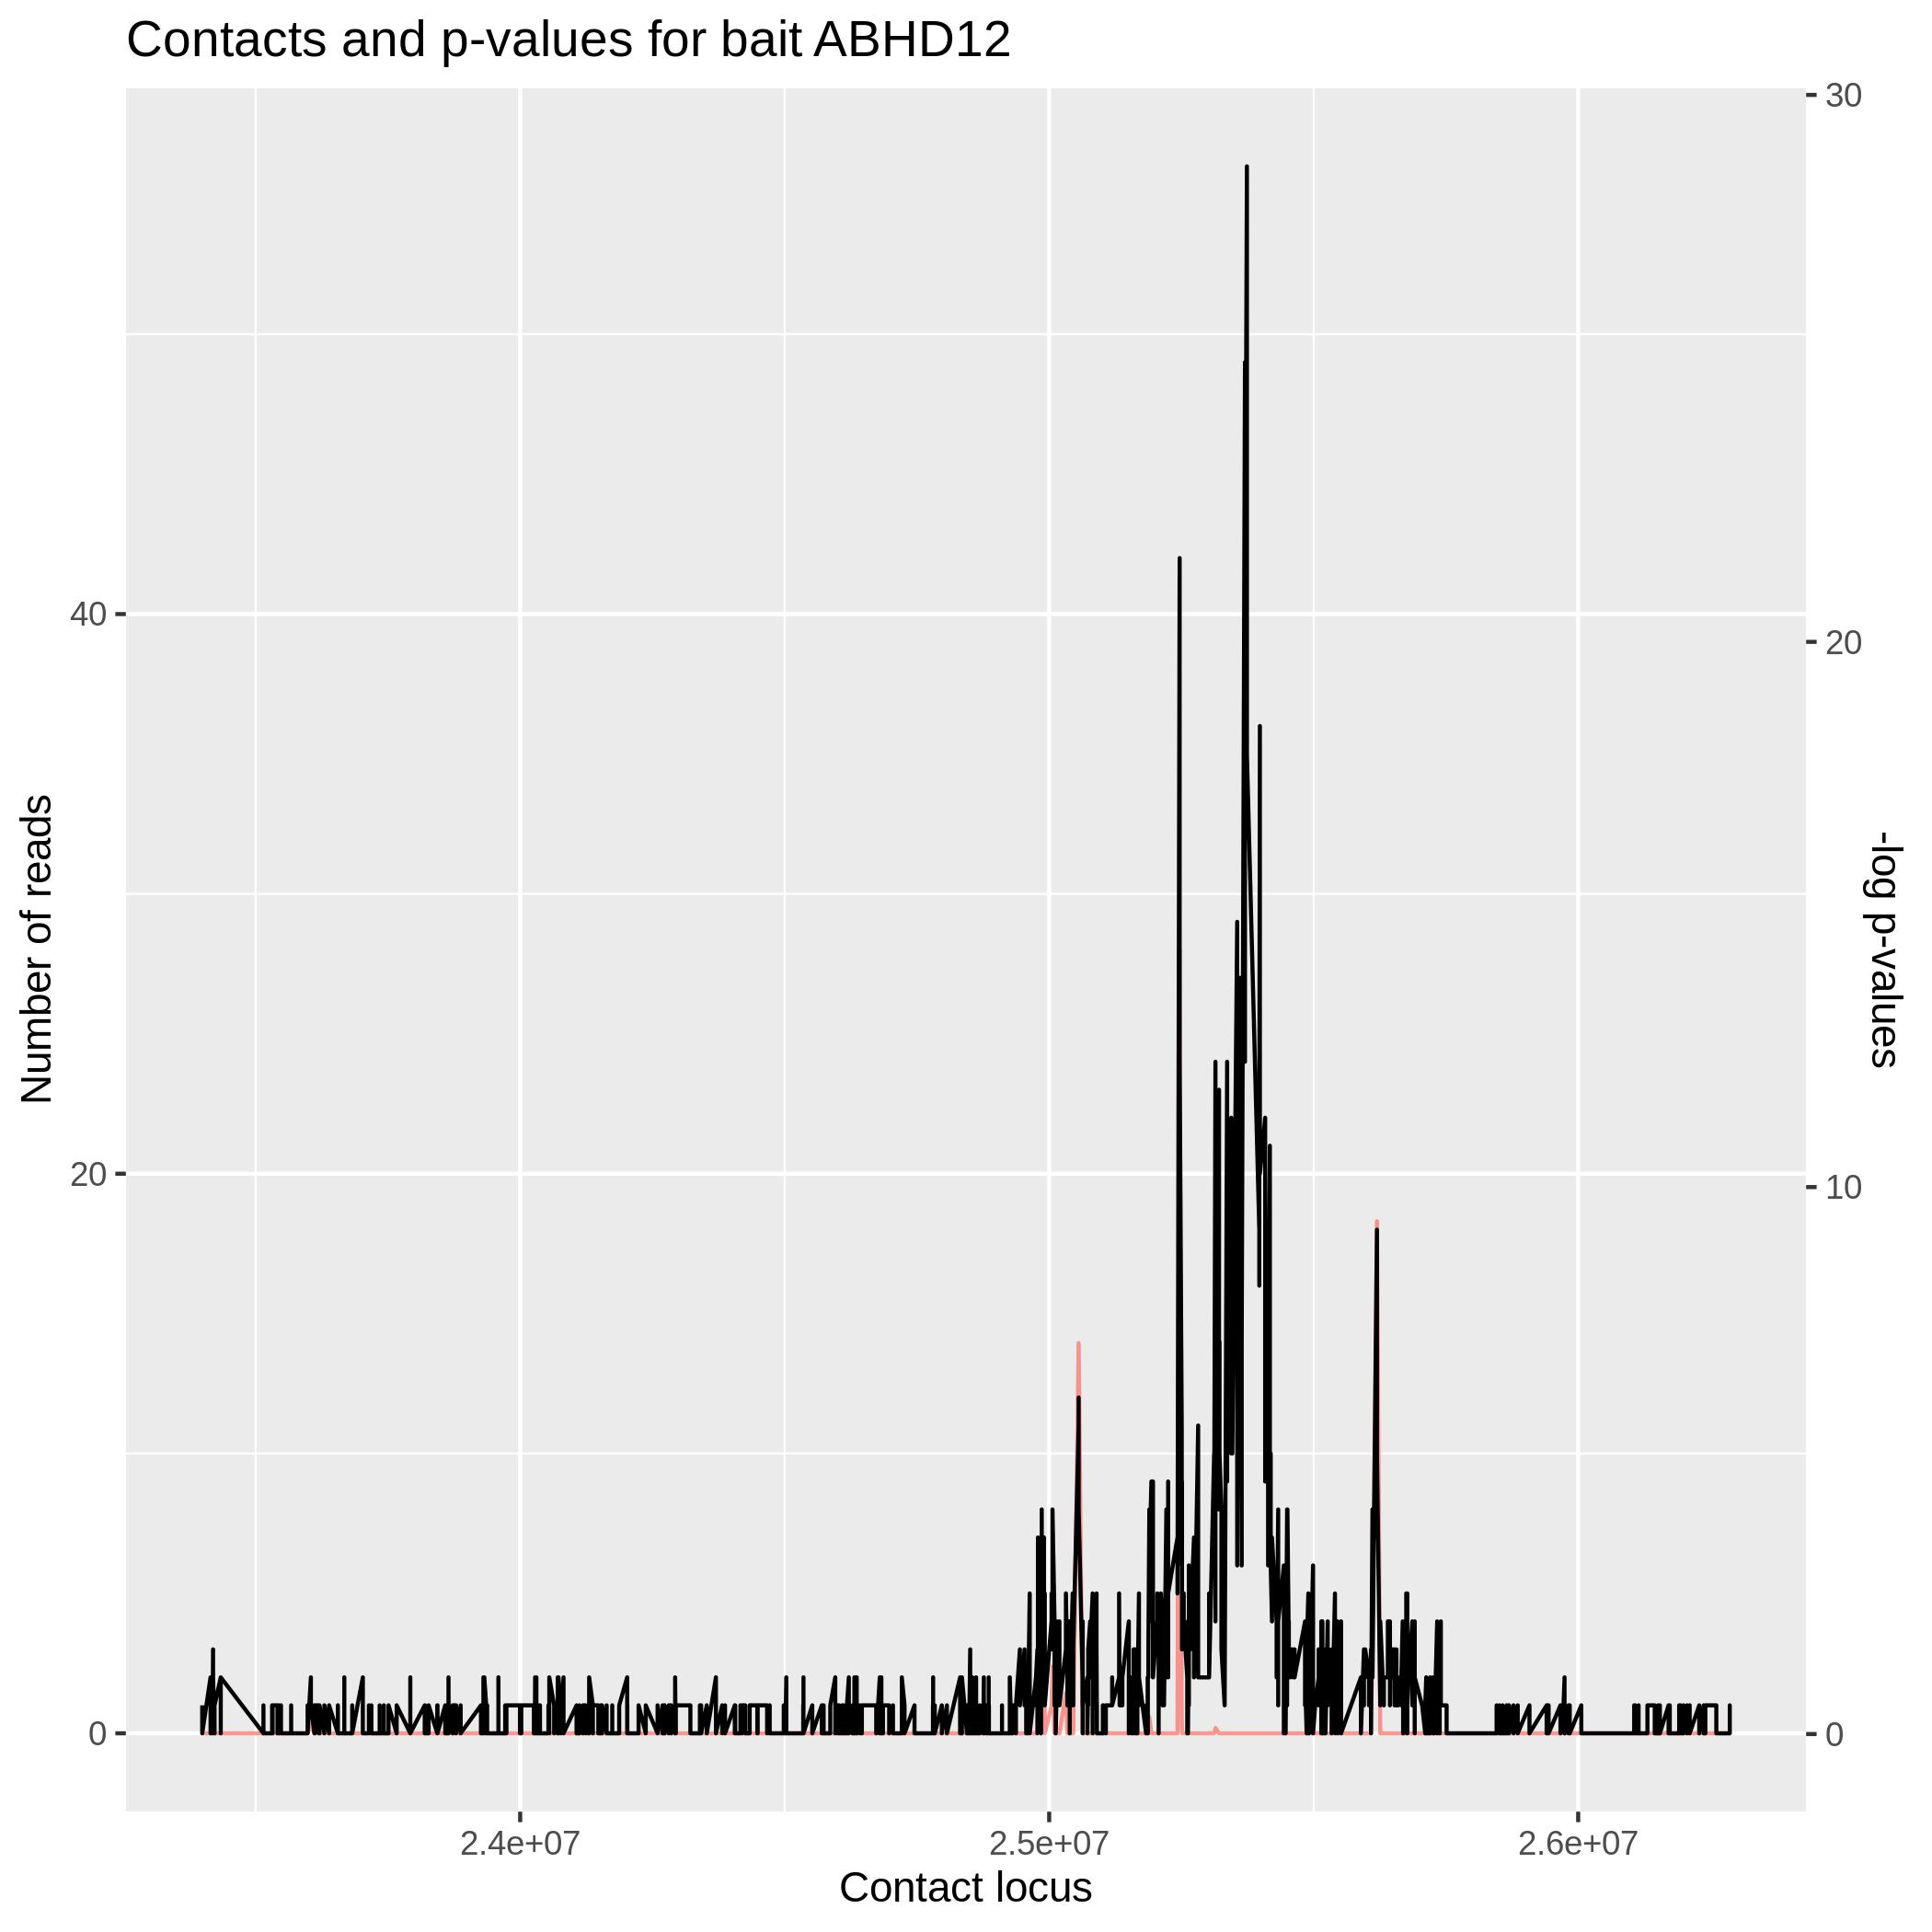 Contacts and p-values for bait ABHD12
30
40
20
20
10
0
0
Number of reads
-log p-values
2.4e+07
2.5e+07
2.6e+07
Contact locus